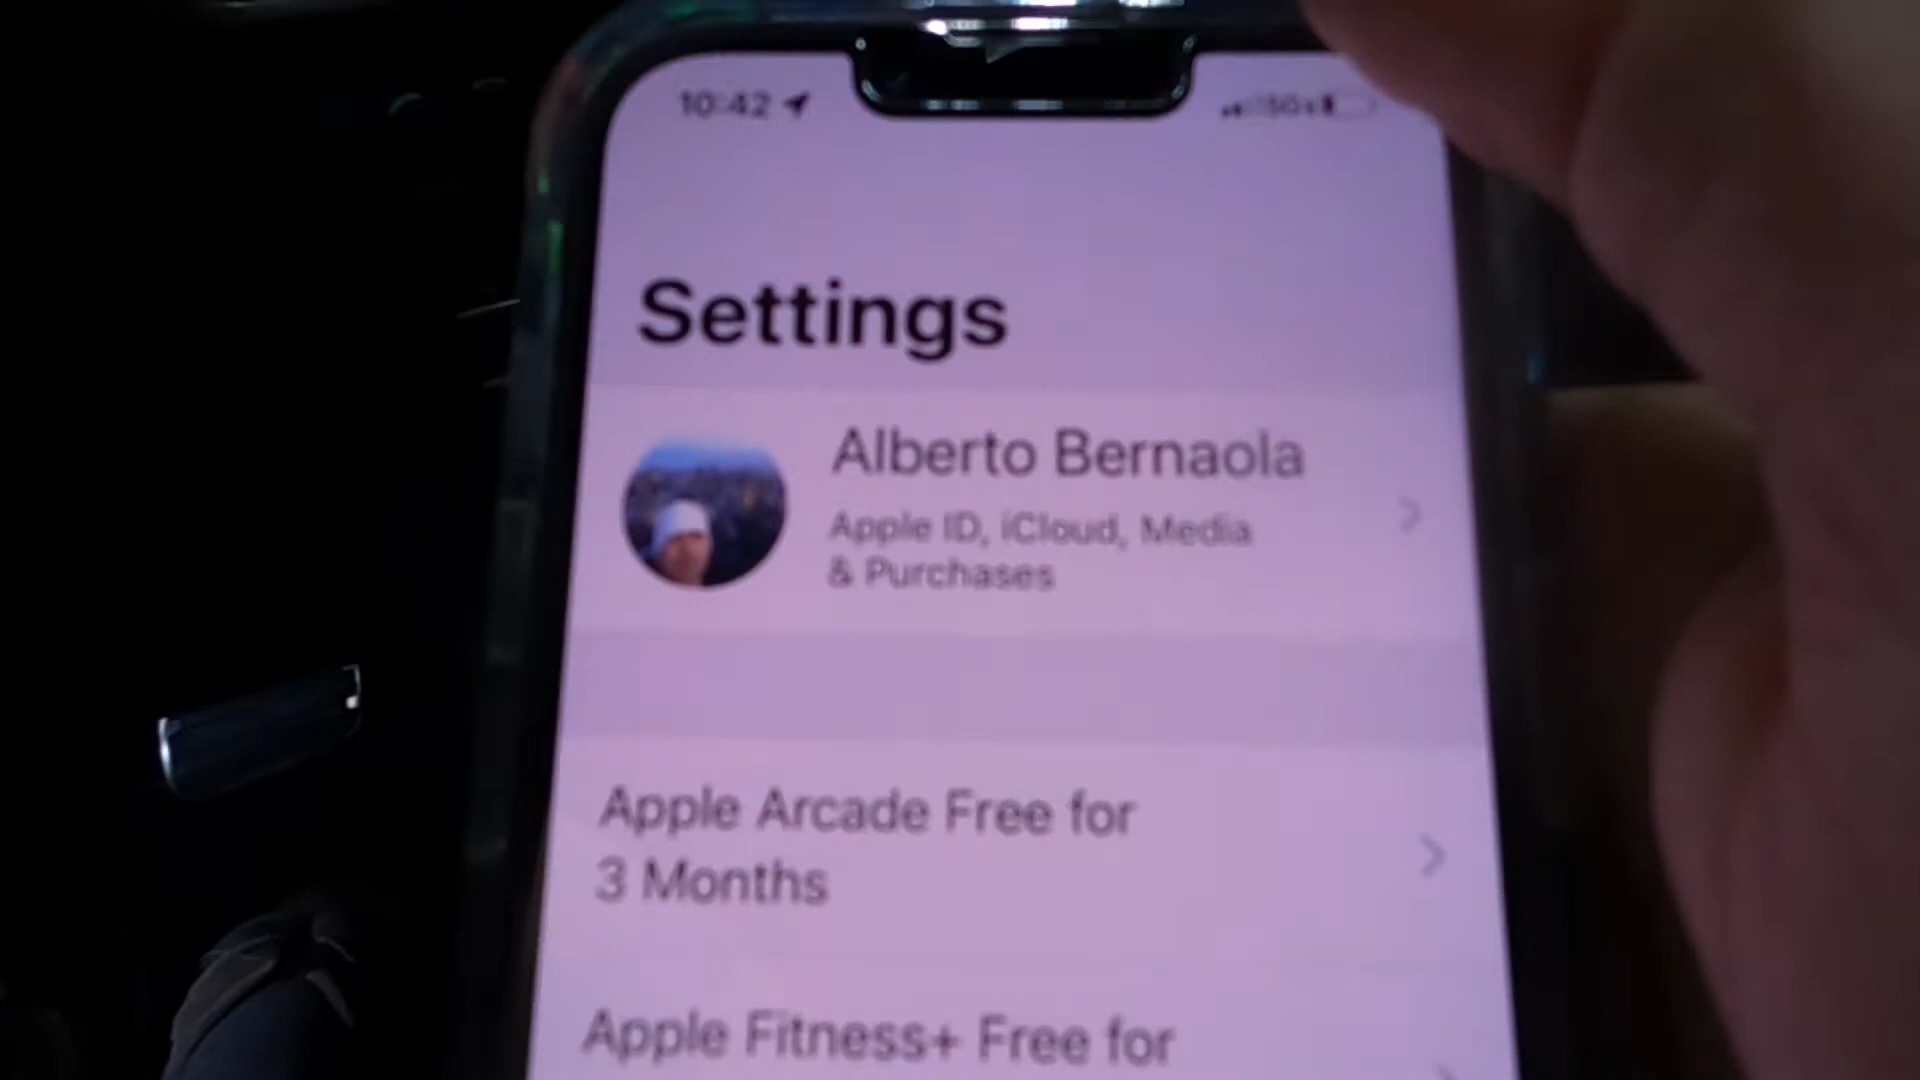 10:42
Settings
Alberto Bernaola
Apple ID, iCloud, Media
& Purchases
Apple Arcade Free for
3 Months
Apple Fitness+ Free for